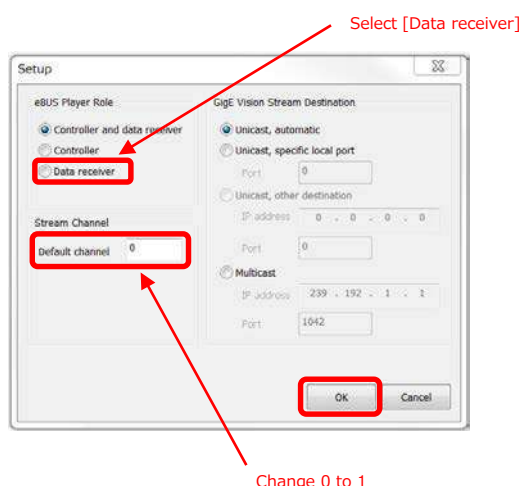 Select [Data receiver]
Setup
eBUS Player Role
Controller and data receiver
Controller
Data receiver
Stream Channel
Default channel 0
GigE Vision Stream Destination
Unicast, automatic
Unicast, specific local port
Port 0
Unicast, other destination
IP address 0 . 0 . 0 . 0
Port 0
Multicast
IP address 239 . 192 . 1 . 1
Port 1042
OK Cancel
Change 0 to 1